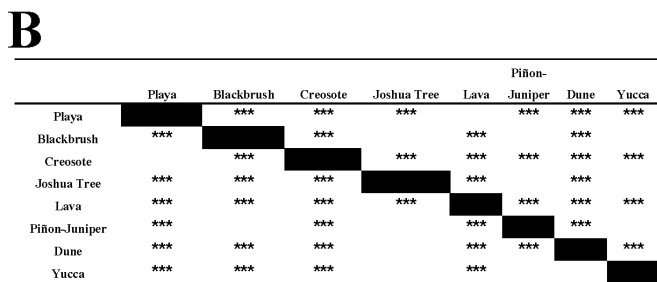 B
Piñon-
Playa Blackbrush Creosote Joshua Tree Lava Juniper Dune Yucca
Playa *** *** *** *** *** ***
Blackbrush *** *** *** ***
Creosote *** *** *** *** *** ***
Joshua Tree *** *** *** *** ***
Lava *** *** *** *** *** *** ***
Piñon-Juniper *** *** *** ***
Dune *** *** *** *** *** ***
Yucca *** *** *** ***